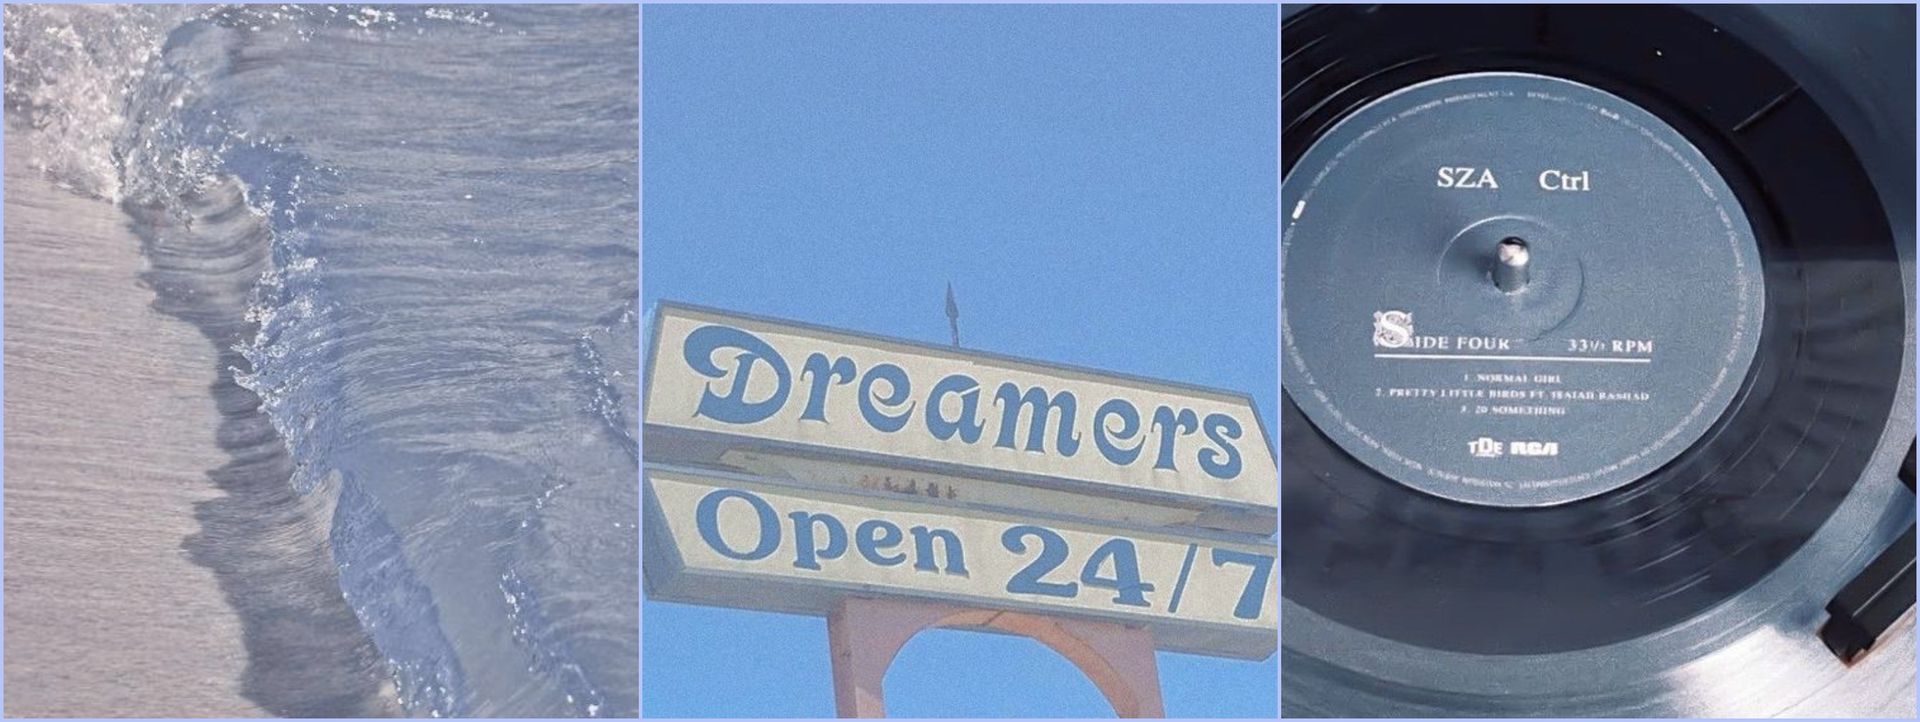 Dreamers
Open 24/7
SZA Ctrl
SIDE FOUR 33⅓ RPM
1. NORMAL GIRL
2. PRETTY LITTLE BIRDS FT. ISAIAH RASHAD
3. 20 SOMETHING
TDE RCA